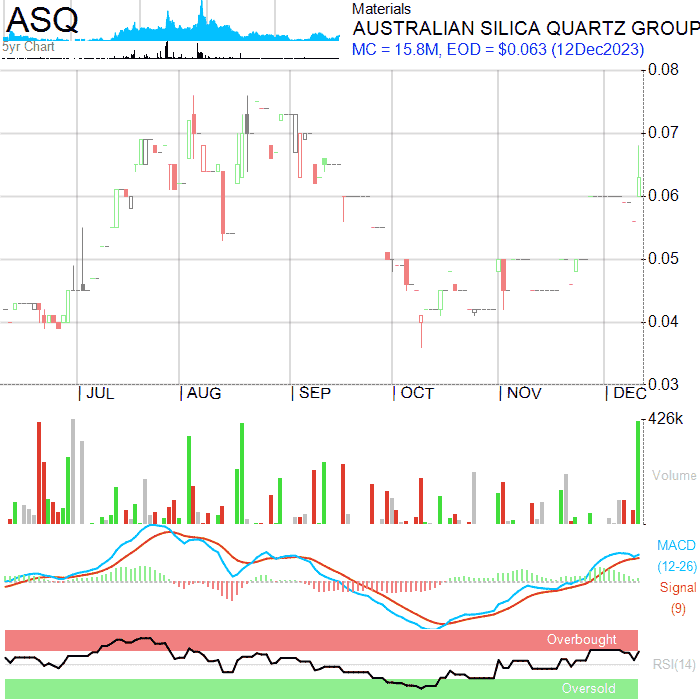 ASQ
5yr Chart
Materials
AUSTRALIAN SILICA QUARTZ GROUP
MC = 15.8M, EOD = $0.063 (12Dec2023)
0.08
0.07
0.06
0.05
0.04
0.03
| JUL | AUG | SEP | OCT | NOV | DEC
426k
Volume
MACD
(12-26)
Signal
(9)
Overbought
RSI(14)
Oversold